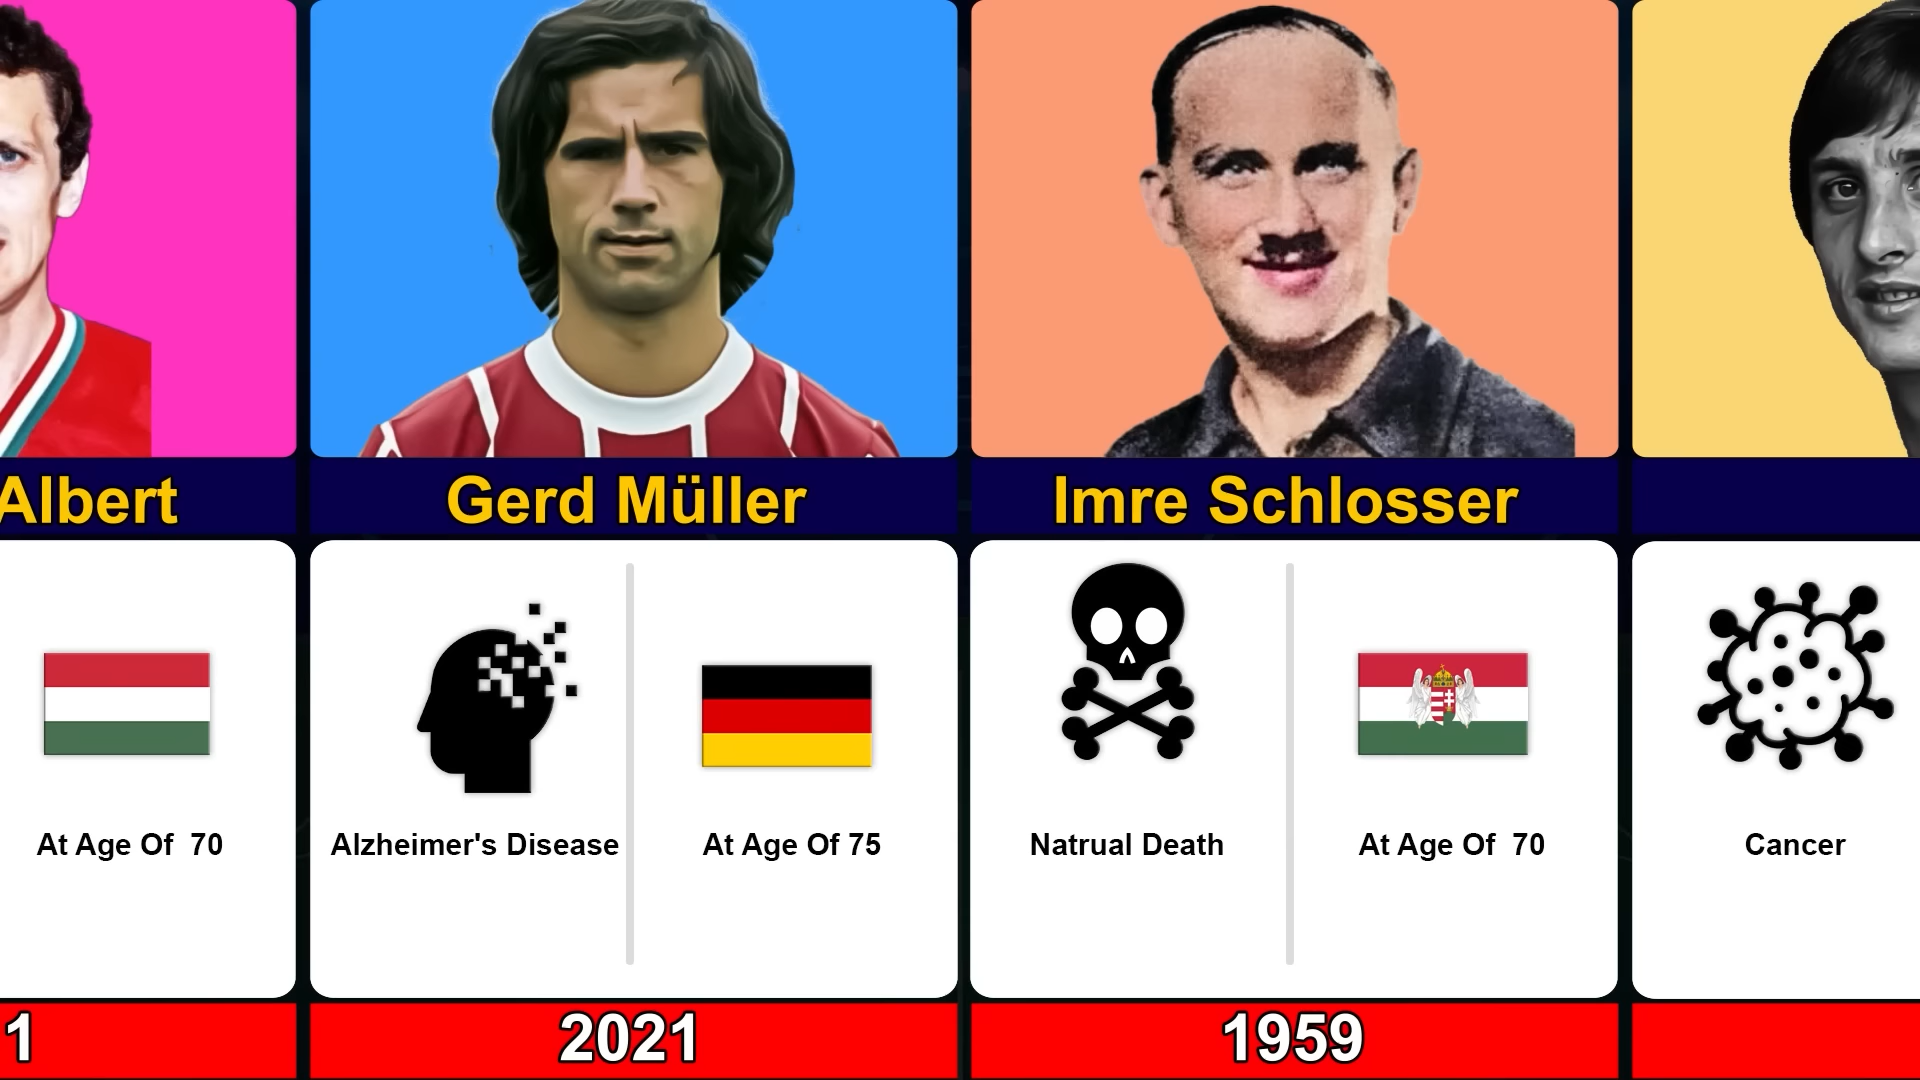 Albert
Gerd Müller
Imre Schlosser
At Age Of  70
Alzheimer's Disease
At Age Of 75
Natrual Death
At Age Of  70
Cancer
1
2021
1959